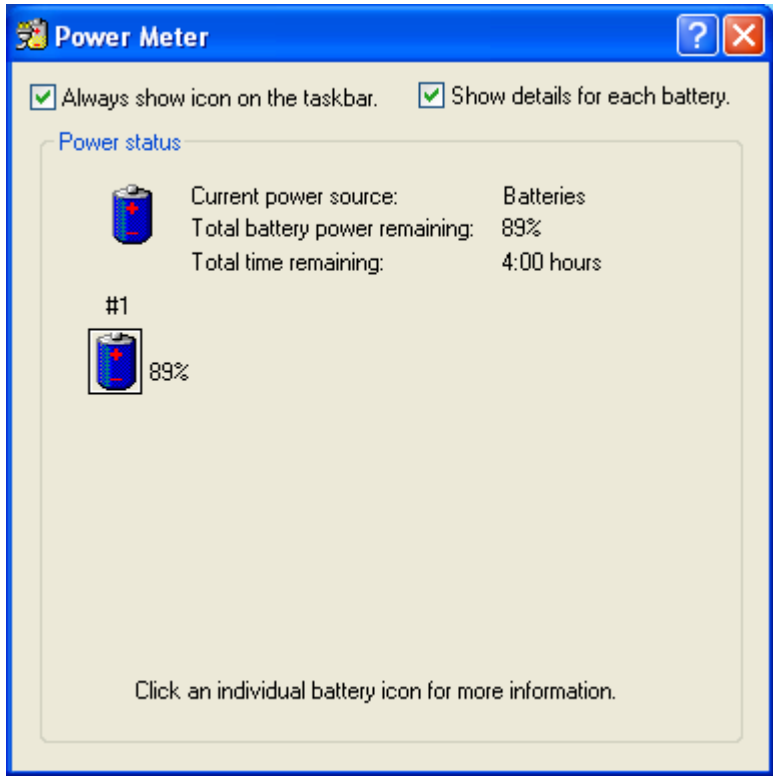 Power Meter
Always show icon on the taskbar. Show details for each battery.
Power status
Current power source: Batteries
Total battery power remaining: 89%
Total time remaining: 4:00 hours
#1
89%
Click an individual battery icon for more information.